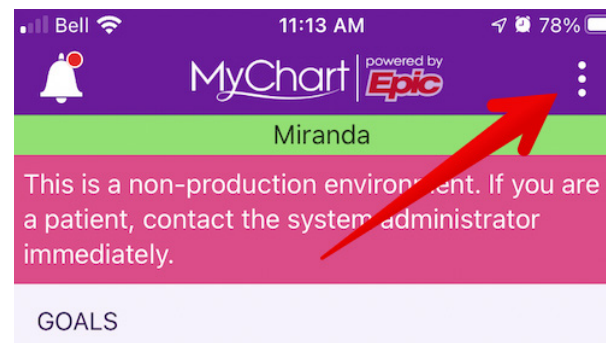 Bell 11:13 AM 78%
MyChart powered by Epic
Miranda
This is a non-production environment. If you are
a patient, contact the system administrator
immediately.
GOALS